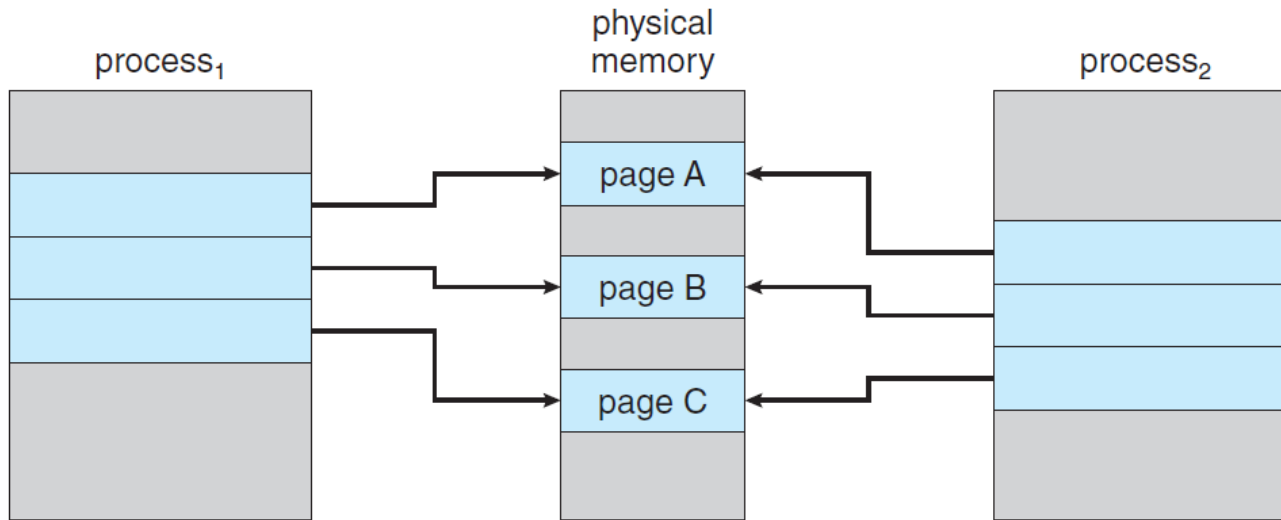 process₁
physical
memory
process₂
page A
page B
page C